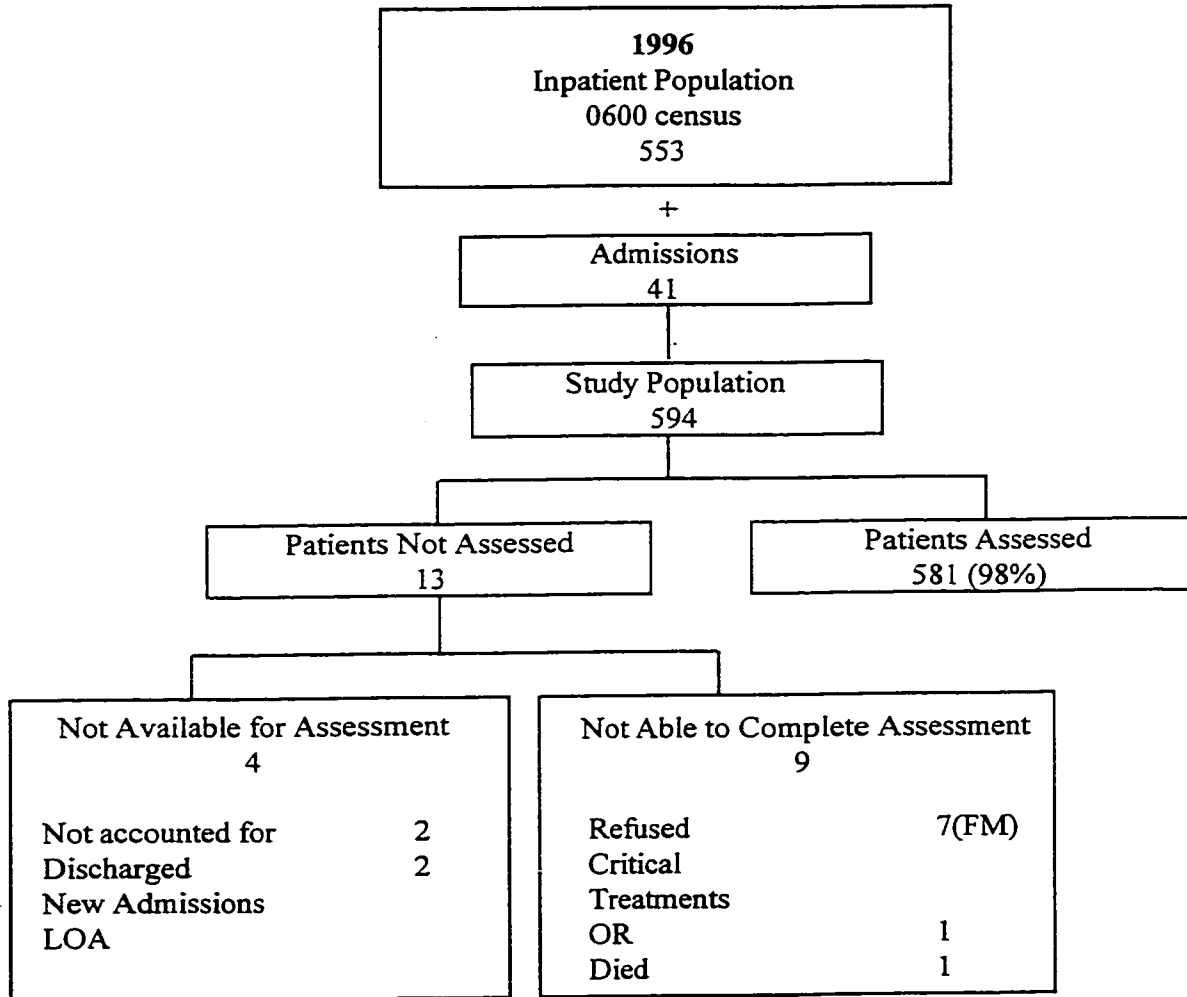 1996
Inpatient Population
0600 census
553
+
Admissions
41
Study Population
594
Patients Not Assessed
13
Patients Assessed
581 (98%)
Not Available for Assessment
4
Not accounted for 2
Discharged 2
New Admissions
LOA
Not Able to Complete Assessment
9
Refused 7(FM)
Critical
Treatments
OR 1
Died 1